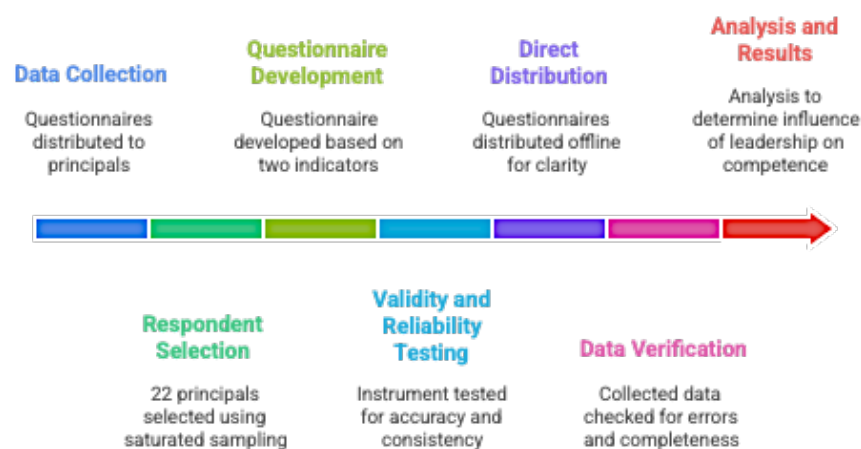 Data Collection
Questionnaires
distributed to
principals
Respondent
Selection
22 principals
selected using
saturated sampling
Questionnaire
Development
Questionnaire
developed based on
two indicators
Validity and
Reliability
Testing
Instrument tested
for accuracy and
consistency
Direct
Distribution
Questionnaires
distributed offline
for clarity
Data Verification
Collected data
checked for errors
and completeness
Analysis and
Results
Analysis to
determine influence
of leadership on
competence